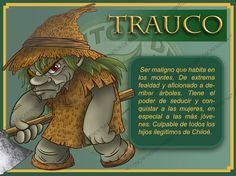 TRAUCO
Ser maligno que habita en
los montes. De extrema
fealdad y aficionado a de-
rribar árboles. Tiene el
poder de seducir y con-
quistar a las mujeres, en
especial a las más jóve-
nes. Culpable de todos los
hijos ilegítimos de Chiloé.